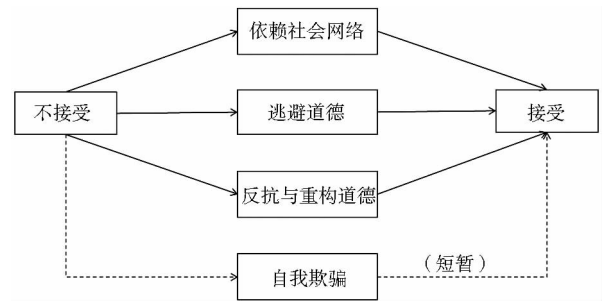 依赖社会网络
不接受
逃避道德
接受
反抗与重构道德
自我欺骗
（短暂）